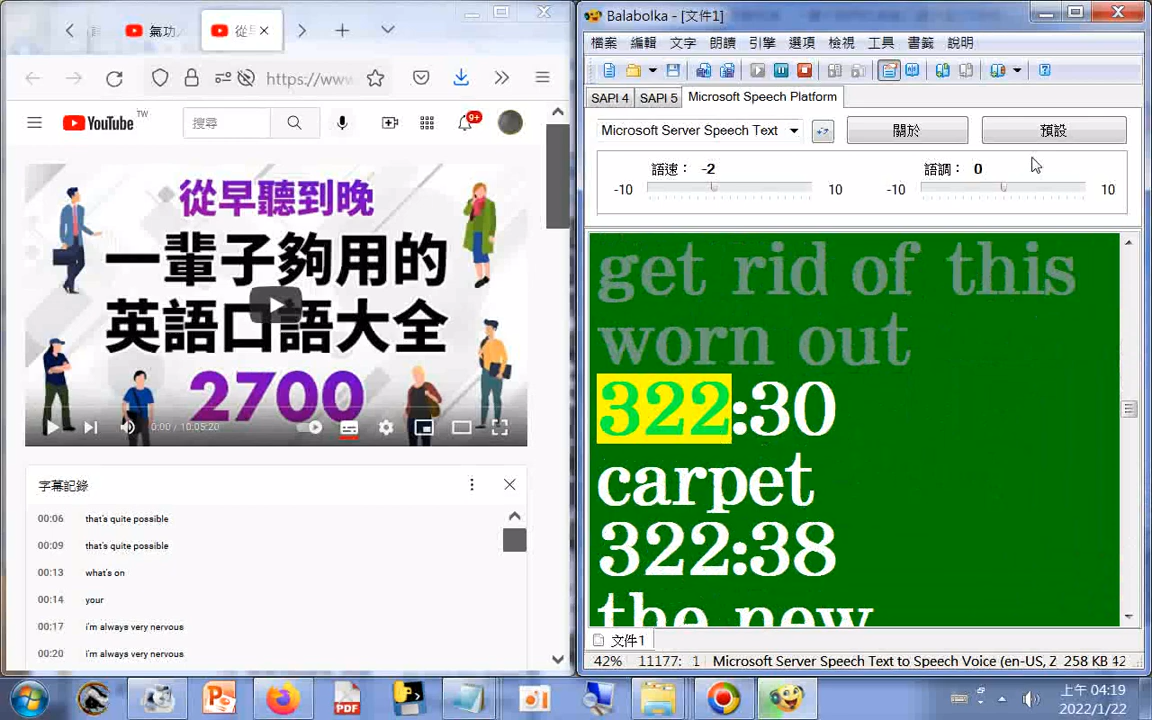 氣功
從
https://www
YouTube TW
搜尋
9+
從早聽到晚
一輩子夠用的
英語口語大全
2700
0:00 / 10:05:20
字幕記錄
00:06 that's quite possible
00:09 that's quite possible
00:13 what's on
00:14 your
00:17 i'm always very nervous
00:20 i'm always very nervous
Balabolka - [文件1]
檔案 編輯 文字 朗讀 引擎 選項 檢視 工具 書籤 說明
SAPI 4 SAPI 5 Microsoft Speech Platform
Microsoft Server Speech Text 關於 預設
語速： -2 語調： 0
-10 10 -10 10
get rid of this
worn out
322:30
carpet
322:38
the new
文件1
42% 11177: 1 Microsoft Server Speech Text to Speech Voice (en-US, Z 258 KB 42
PDF
上午 04:19
2022/1/22